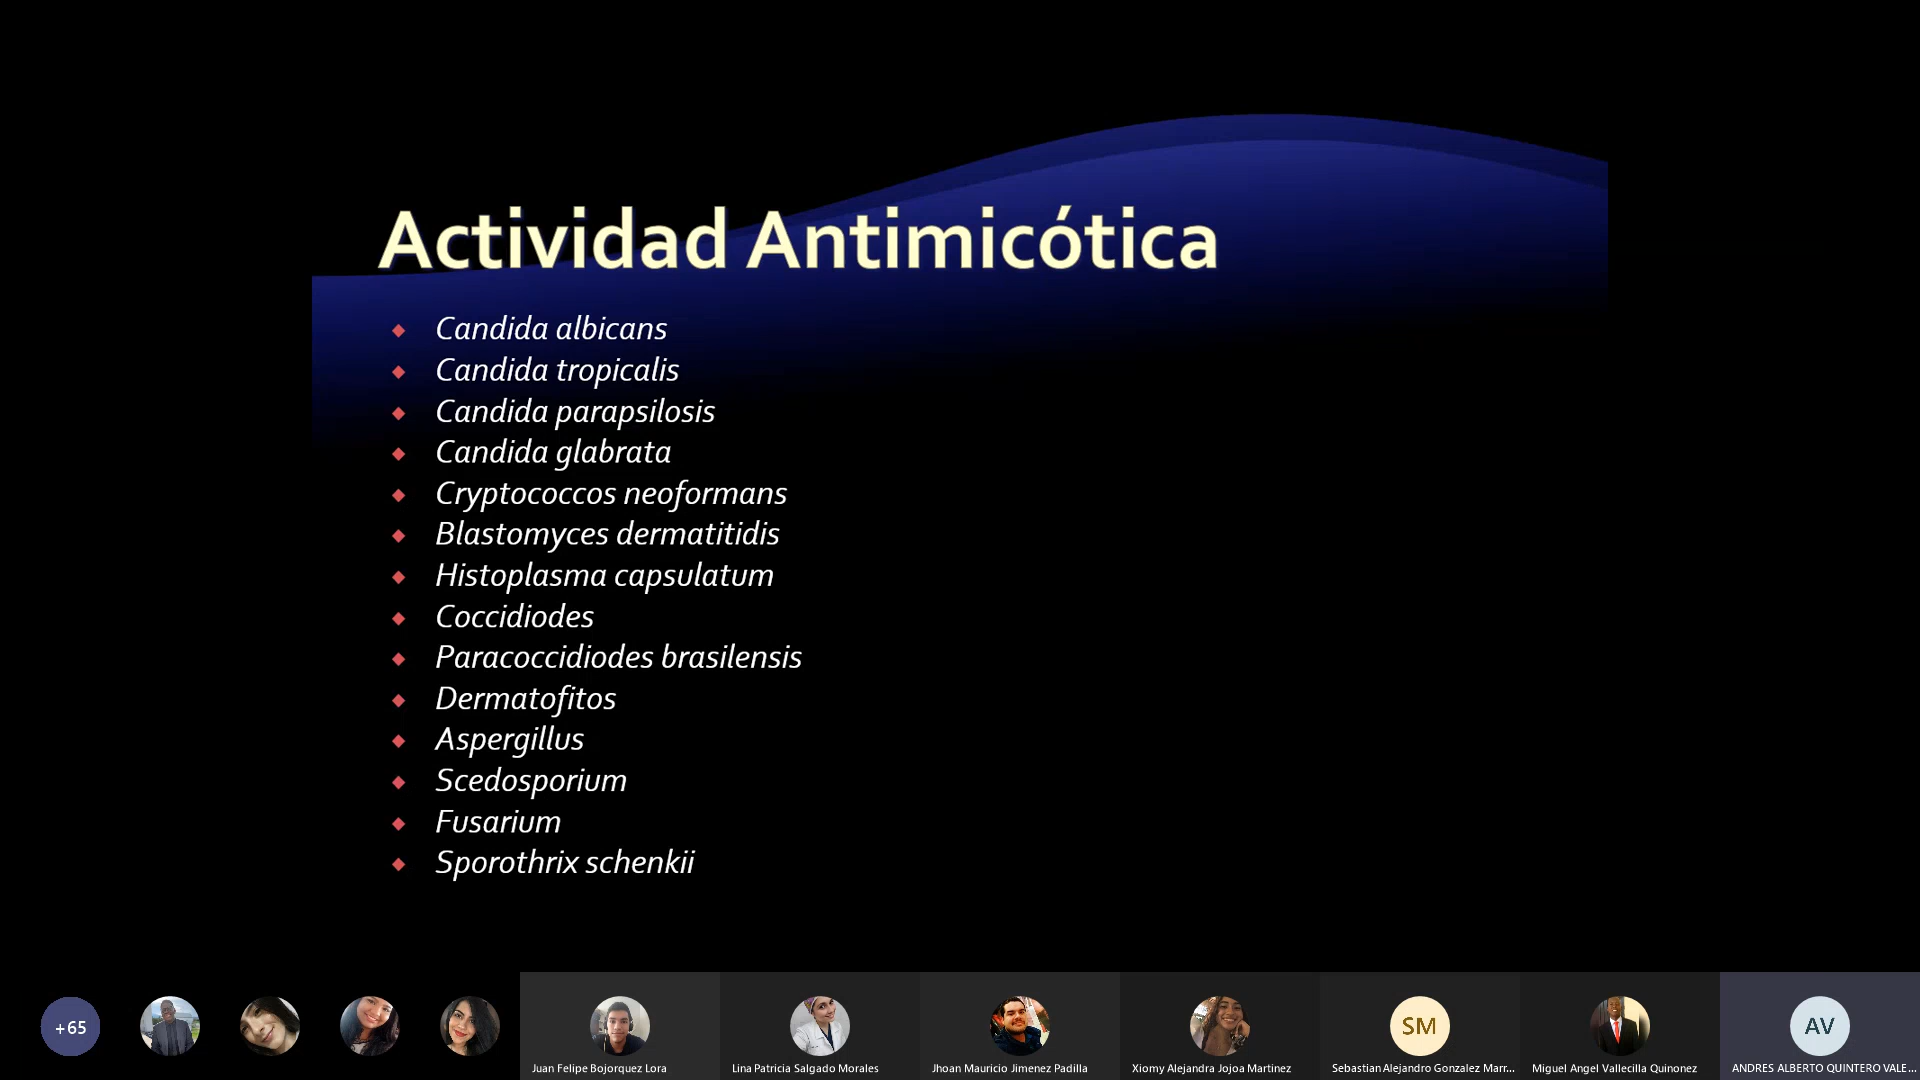 Actividad Antimicótica
Candida albicans
Candida tropicalis
Candida parapsilosis
Candida glabrata
Cryptococcos neoformans
Blastomyces dermatitidis
Histoplasma capsulatum
Coccidiodes
Paracoccidiodes brasilensis
Dermatofitos
Aspergillus
Scedosporium
Fusarium
Sporothrix schenkii
+65
SM
AV
Juan Felipe Bojorquez Lora
Lina Patricia Salgado Morales
Jhoan Mauricio Jimenez Padilla
Xiomy Alejandra Jojoa Martinez
Sebastian Alejandro Gonzalez Marr...
Miguel Angel Vallecilla Quinonez
ANDRES ALBERTO QUINTERO VALE...